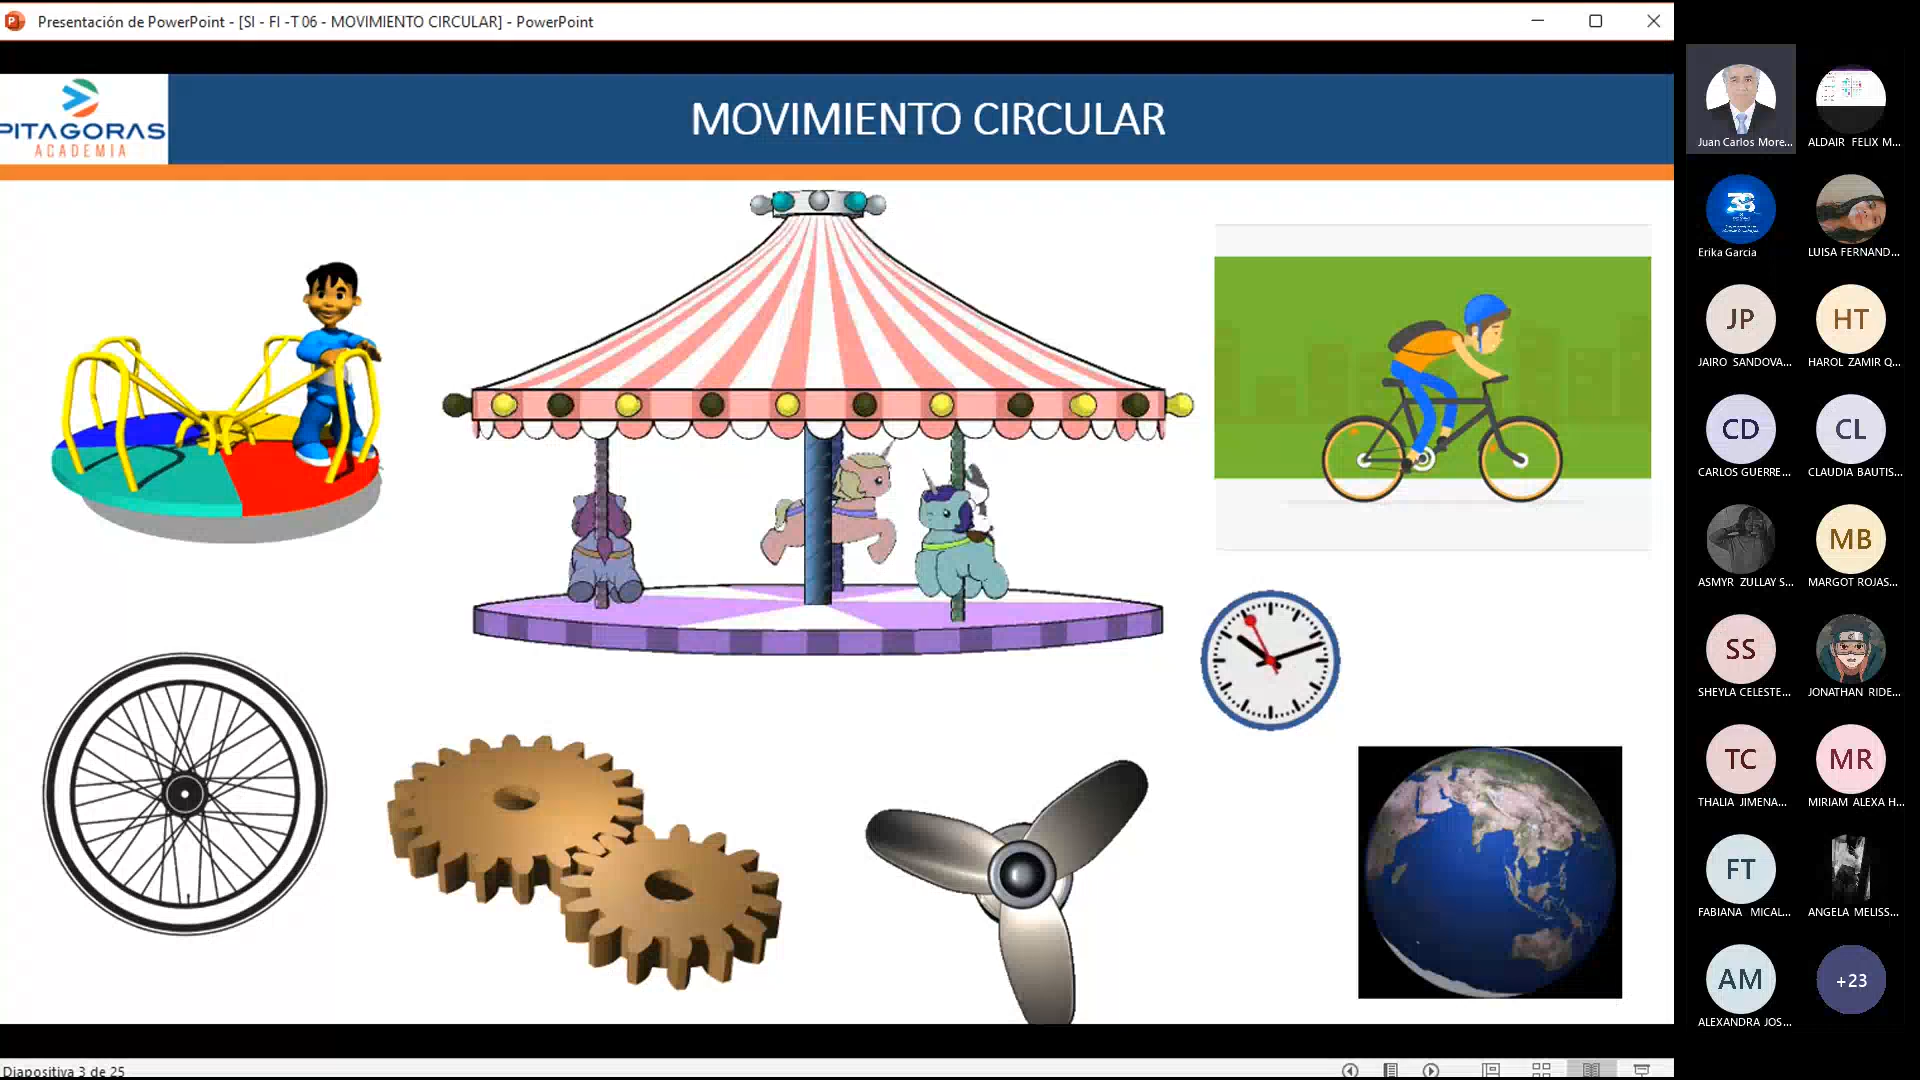 Presentación de PowerPoint - [SI - FI -T 06 - MOVIMIENTO CIRCULAR] - PowerPoint
PITAGORAS
ACADEMIA
MOVIMIENTO CIRCULAR
Juan Carlos More...
ALDAIR FELIX M...
Erika Garcia
LUISA FERNAND...
JP
HT
JAIRO SANDOVA...
HAROL ZAMIR Q...
CD
CL
CARLOS GUERRE...
CLAUDIA BAUTIS...
MB
ASMYR ZULLAY S...
MARGOT ROJAS...
SS
SHEYLA CELESTE...
JONATHAN RIDE...
TC
MR
THALIA JIMENA...
MIRIAM ALEXA H...
FT
FABIANA MICAL...
ANGELA MELISS...
AM
+23
ALEXANDRA JOS...
Diapositiva 3 de 25